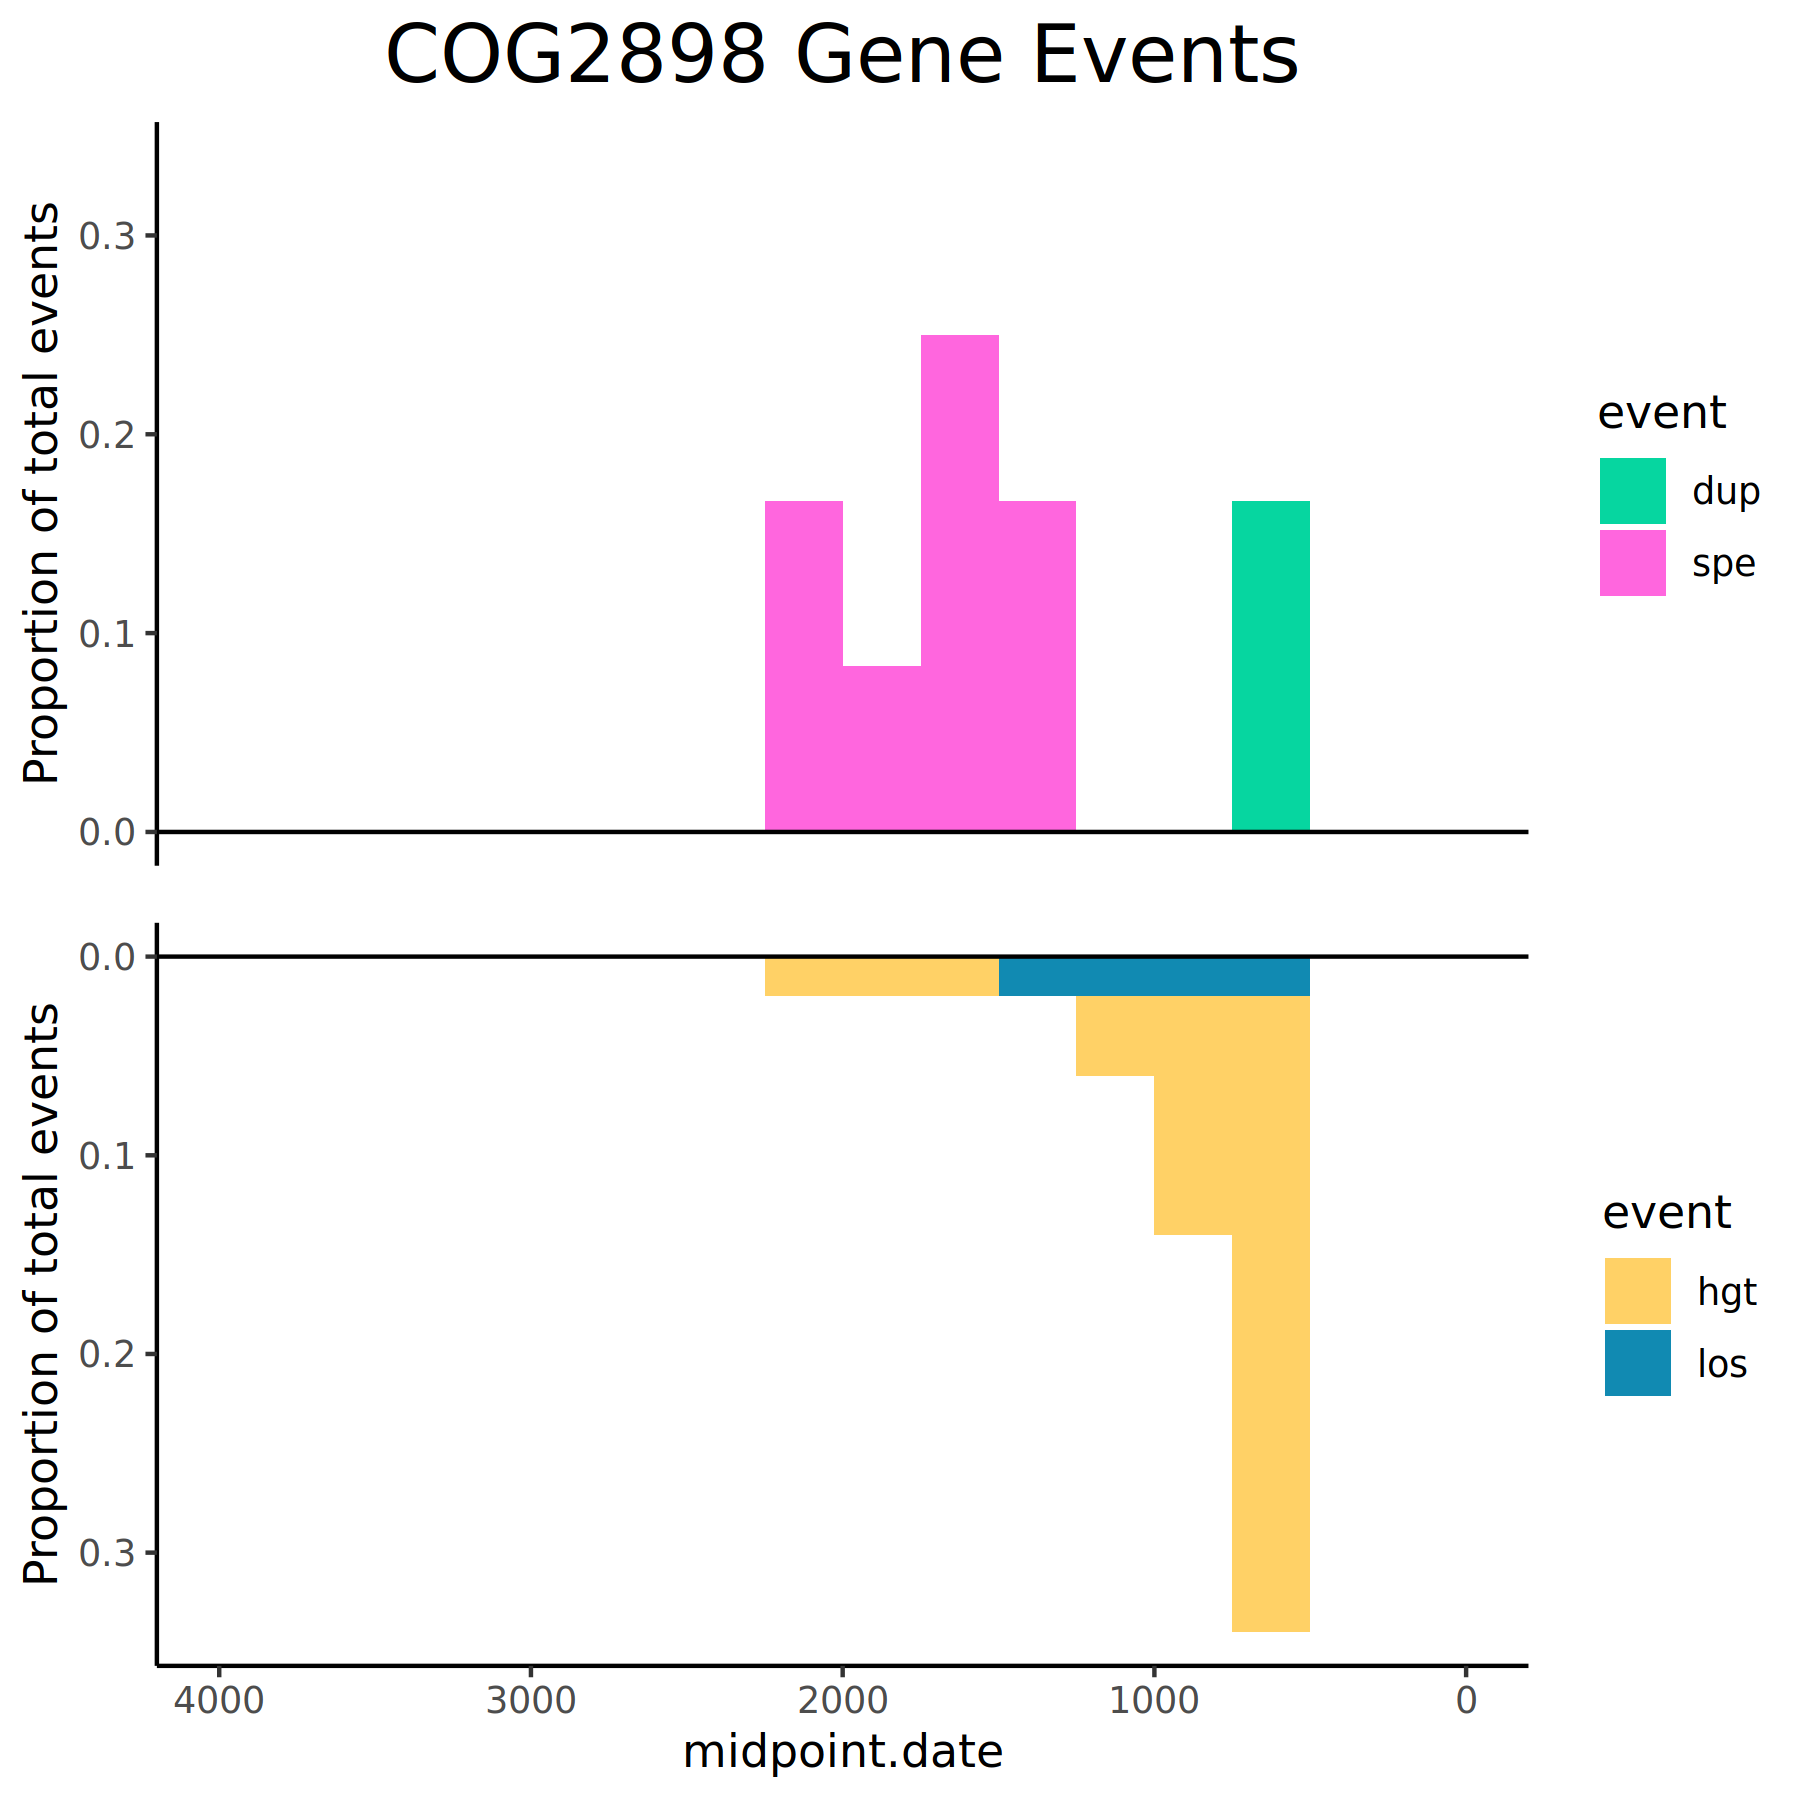 COG2898 Gene Events
Proportion of total events
0.3
0.2
0.1
0.0
event
dup
spe
Proportion of total events
0.0
0.1
0.2
0.3
event
hgt
los
4000 3000 2000 1000 0
midpoint.date